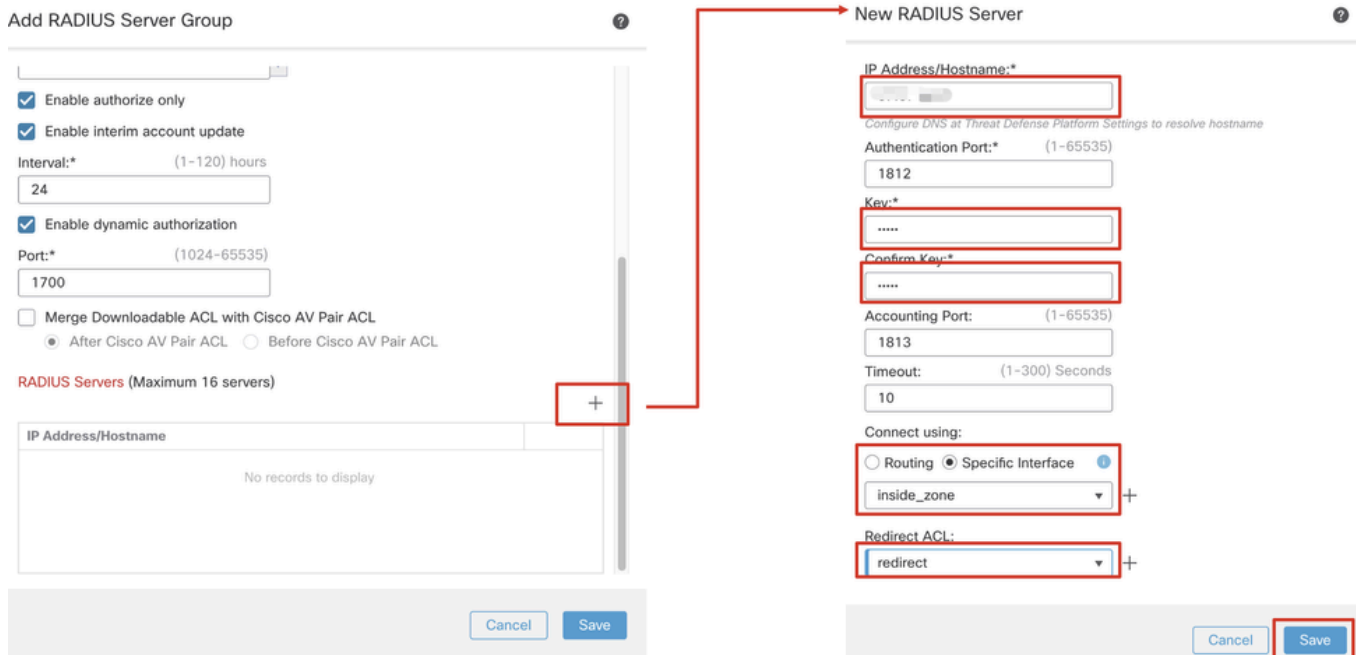 Add RADIUS Server Group
Enable authorize only
Enable interim account update
Interval:* (1-120) hours
24
Enable dynamic authorization
Port:* (1024-65535)
1700
Merge Downloadable ACL with Cisco AV Pair ACL
After Cisco AV Pair ACL Before Cisco AV Pair ACL
RADIUS Servers (Maximum 16 servers)
IP Address/Hostname
No records to display
Cancel Save
New RADIUS Server
IP Address/Hostname:*
Configure DNS at Threat Defense Platform Settings to resolve hostname
Authentication Port:* (1-65535)
1812
Key:*
•••••
Confirm Key:*
•••••
Accounting Port: (1-65535)
1813
Timeout: (1-300) Seconds
10
Connect using:
Routing Specific Interface
inside_zone
Redirect ACL:
redirect
Cancel Save